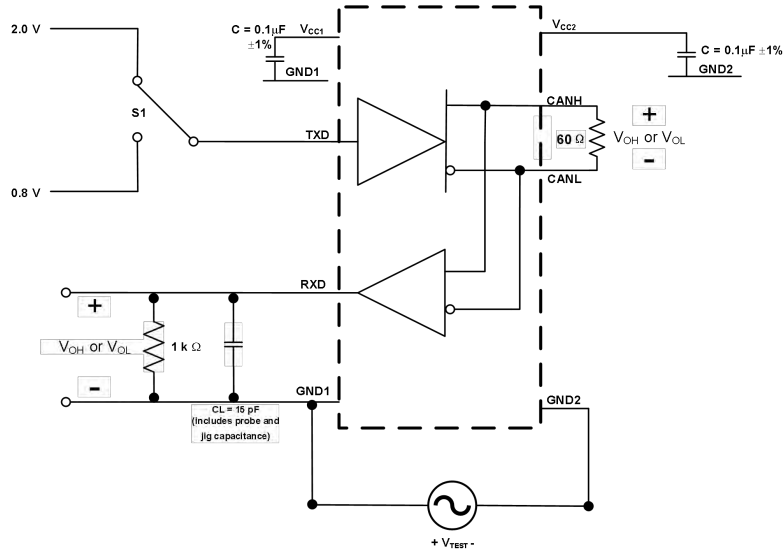 2.0 V
C = 0.1μF
±1%
VCC1
GND1
VCC2
C = 0.1μF ±1%
GND2
S1
TXD
CANH
+
60 Ω
VOH or VOL
-
CANL
0.8 V
RXD
+
VOH or VOL
1 k Ω
-
GND1
GND2
CL = 15 pF
(includes probe and
jig capacitance)
+ VTEST -